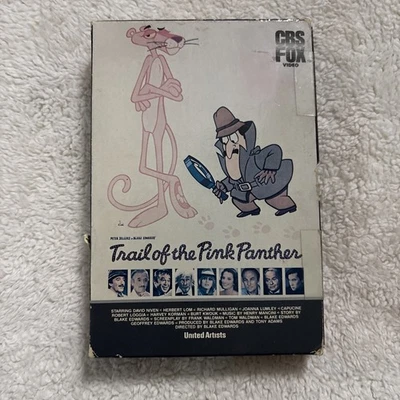 CBS
FOX
VIDEO
PETER SELLERS in BLAKE EDWARDS'
Trail of the Pink Panther
STARRING DAVID NIVEN • HERBERT LOM • RICHARD MULLIGAN • JOANNA LUMLEY • CAPUCINE
ROBERT LOGGIA • HARVEY KORMAN • BURT KWOUK • MUSIC BY HENRY MANCINI • STORY BY
BLAKE EDWARDS • SCREENPLAY BY FRANK WALDMAN • TOM WALDMAN • BLAKE EDWARDS
GEOFFREY EDWARDS • PRODUCED BY BLAKE EDWARDS AND TONY ADAMS
DIRECTED BY BLAKE EDWARDS
United Artists